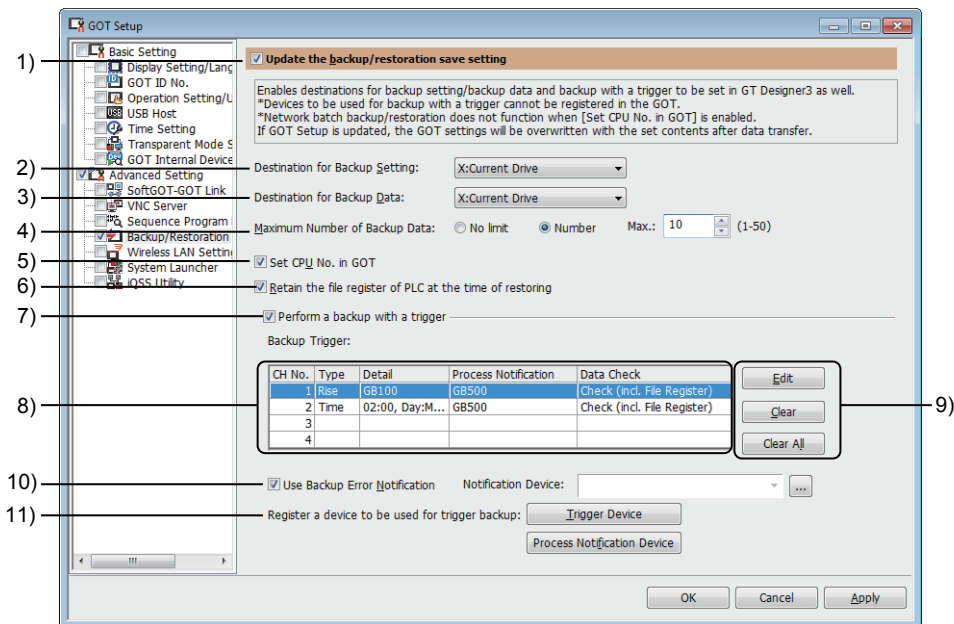 GOT Setup
Basic Setting
Display Setting/Lang
GOT ID No.
Operation Setting/U
USB Host
Time Setting
Transparent Mode S
GOT Internal Device
Advanced Setting
SoftGOT-GOT Link
VNC Server
Sequence Program
Backup/Restoration
Wireless LAN Settin
System Launcher
iQSS Utility
1)
Update the backup/restoration save setting
Enables destinations for backup setting/backup data and backup with a trigger to be set in GT Designer3 as well.
*Devices to be used for backup with a trigger cannot be registered in the GOT.
*Network batch backup/restoration does not function when [Set CPU No. in GOT] is enabled.
If GOT Setup is updated, the GOT settings will be overwritten with the set contents after data transfer.
2)
Destination for Backup Setting: X:Current Drive
3)
Destination for Backup Data: X:Current Drive
4)
Maximum Number of Backup Data: No limit Number Max.: 10 (1-50)
5)
Set CPU No. in GOT
6)
Retain the file register of PLC at the time of restoring
7)
Perform a backup with a trigger
Backup Trigger:
8)
CH No. Type Detail Process Notification Data Check
1 Rise GB100 GB500 Check (incl. File Register)
2 Time 02:00, Day:M... GB500 Check (incl. File Register)
3
4
Edit
Clear
Clear All
9)
10)
Use Backup Error Notification Notification Device: ...
11)
Register a device to be used for trigger backup: Trigger Device
Process Notification Device
OK Cancel Apply